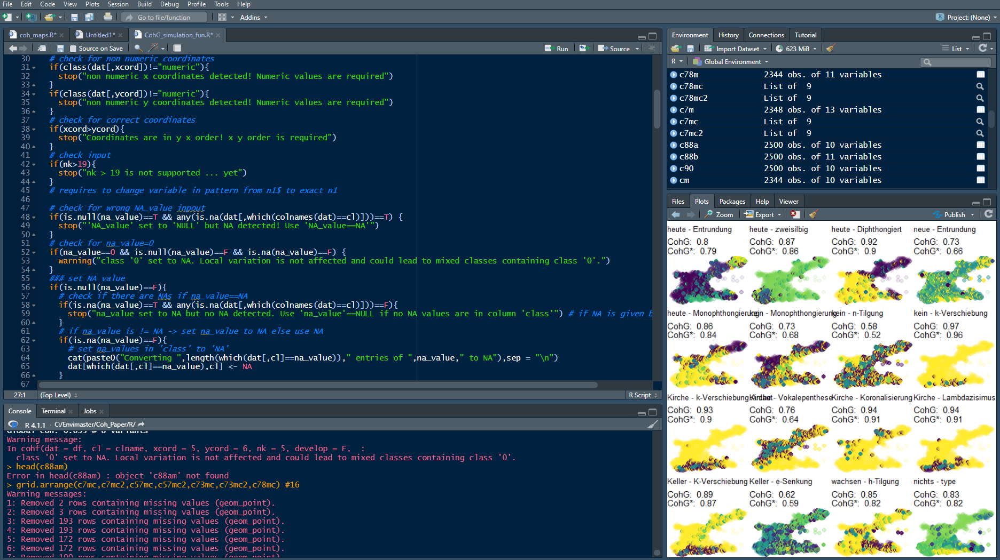 File Edit Code View Plots Session Build Debug Profile Tools Help
Go to file/function Addins Project: (None)
coh_maps.R* Untitled1* CohG_simulation_fun.R*
Source on Save Run Source
30 # check for non numeric coordinates
31 if(class(dat[,xcord])!="numeric"){
32 stop("non numeric x coordinates detected! Numeric values are required")
33 }
34 if(class(dat[,ycord])!="numeric"){
35 stop("non numeric y coordinates detected! Numeric values are required")
36 }
37 # check for correct coordinates
38 if(xcord>ycord){
39 stop("Coordinates are in y x order! x y order is required")
40 }
41 # check input
42 if(nk>19){
43 stop("nk > 19 is not supported ... yet")
44 }
45 # requires to change variable in pattern from n1$ to exact n1
46
47 # check for wrong NA_value inpout
48 if(is.null(na_value)==T && any(is.na(dat[,which(colnames(dat)==cl)]))==T) {
49 stop("'NA_value' set to 'NULL' but NA detected! Use 'NA_value==NA'")
50 }
51 # check for na_value=0
52 if(na_value==0 && is.null(na_value)==F && is.na(na_value)==F) {
53 warning("class '0' set to NA. Local variation is not affected and could lead to mixed classes containing class '0'.")
54 }
55 ### set NA value
56 if(is.null(na_value)==F){
57 # check if there are NAs if na_value==NA
58 if(is.na(na_value)==T && any(is.na(dat[,which(colnames(dat)==cl)]))==F){
59 stop("na_value set to NA but no NA detected. Use 'na_value'==NULL if no NA values are in column 'class'") # if NA is given b
60 }
61 # if na_value is != NA -> set na_value to NA else use NA
62 if(is.na(na_value)==F){
63 # set na_values in 'class' to 'NA'
64 cat(paste0("Converting ",length(which(dat[,cl]==na_value))," entries of ",na_value," to NA"),sep = "\n")
65 dat[which(dat[,cl]==na_value),cl] <- NA
66 }
67
27:1 (Top Level) R Script
Console Terminal Jobs
R 4.1.1 · C:/Envimaster/Coh_Paper/R/
Warning message:
In cohf(dat = df, cl = clname, xcord = 5, ycord = 6, nk = 5, develop = F, :
class '0' set to NA. Local variation is not affected and could lead to mixed classes containing class '0'.
> head(c88am)
Error in head(c88am) : object 'c88am' not found
> grid.arrange(c7mc,c7mc2,c57mc,c57mc2,c73mc,c73mc2,c78mc) #16
Warning messages:
1: Removed 2 rows containing missing values (geom_point).
2: Removed 3 rows containing missing values (geom_point).
3: Removed 193 rows containing missing values (geom_point).
4: Removed 193 rows containing missing values (geom_point).
5: Removed 172 rows containing missing values (geom_point).
6: Removed 172 rows containing missing values (geom_point).
7: Removed 100 rows containing missing values (geom_point).
Environment History Connections Tutorial
Import Dataset 623 MiB List
R Global Environment
c78m 2344 obs. of 11 variables
c78mc List of 9
c78mc2 List of 9
c7m 2348 obs. of 13 variables
c7mc List of 9
c7mc2 List of 9
c88a 2500 obs. of 10 variables
c88b 2500 obs. of 11 variables
c90 2500 obs. of 10 variables
cm 2344 obs. of 10 variables
Files Plots Packages Help Viewer
Zoom Export Publish
heute - Entrundung heute - zweisilbig heute - Diphthongiert neue - Entrundung
CohG: 0.8 CohG: 0.87 CohG: 0.92 CohG: 0.73
CohG*: 0.79 CohG*: 0.86 CohG*: 0.9 CohG*: 0.66
heute - Monophthongierung kein - Monophthongierung kein - n-Tilgung kein - k-Verschiebung
CohG: 0.86 CohG: 0.73 CohG: 0.58 CohG: 0.97
CohG*: 0.84 CohG*: 0.68 CohG*: 0.52 CohG*: 0.96
Kirche - k-Verschiebung Anlaut - Vokalepenthese Kirche - Koronalisierung Kirche - Lambdazisimus
CohG: 0.93 CohG: 0.76 CohG: 0.94 CohG: 0.94
CohG*: 0.9 CohG*: 0.64 CohG*: 0.91 CohG*: 0.91
Keller - K-Verschiebung Keller - e-Senkung wachsen - h-Tilgung nichts - type
CohG: 0.89 CohG: 0.62 CohG: 0.85 CohG: 0.83
CohG*: 0.87 CohG*: 0.59 CohG*: 0.82 CohG*: 0.82